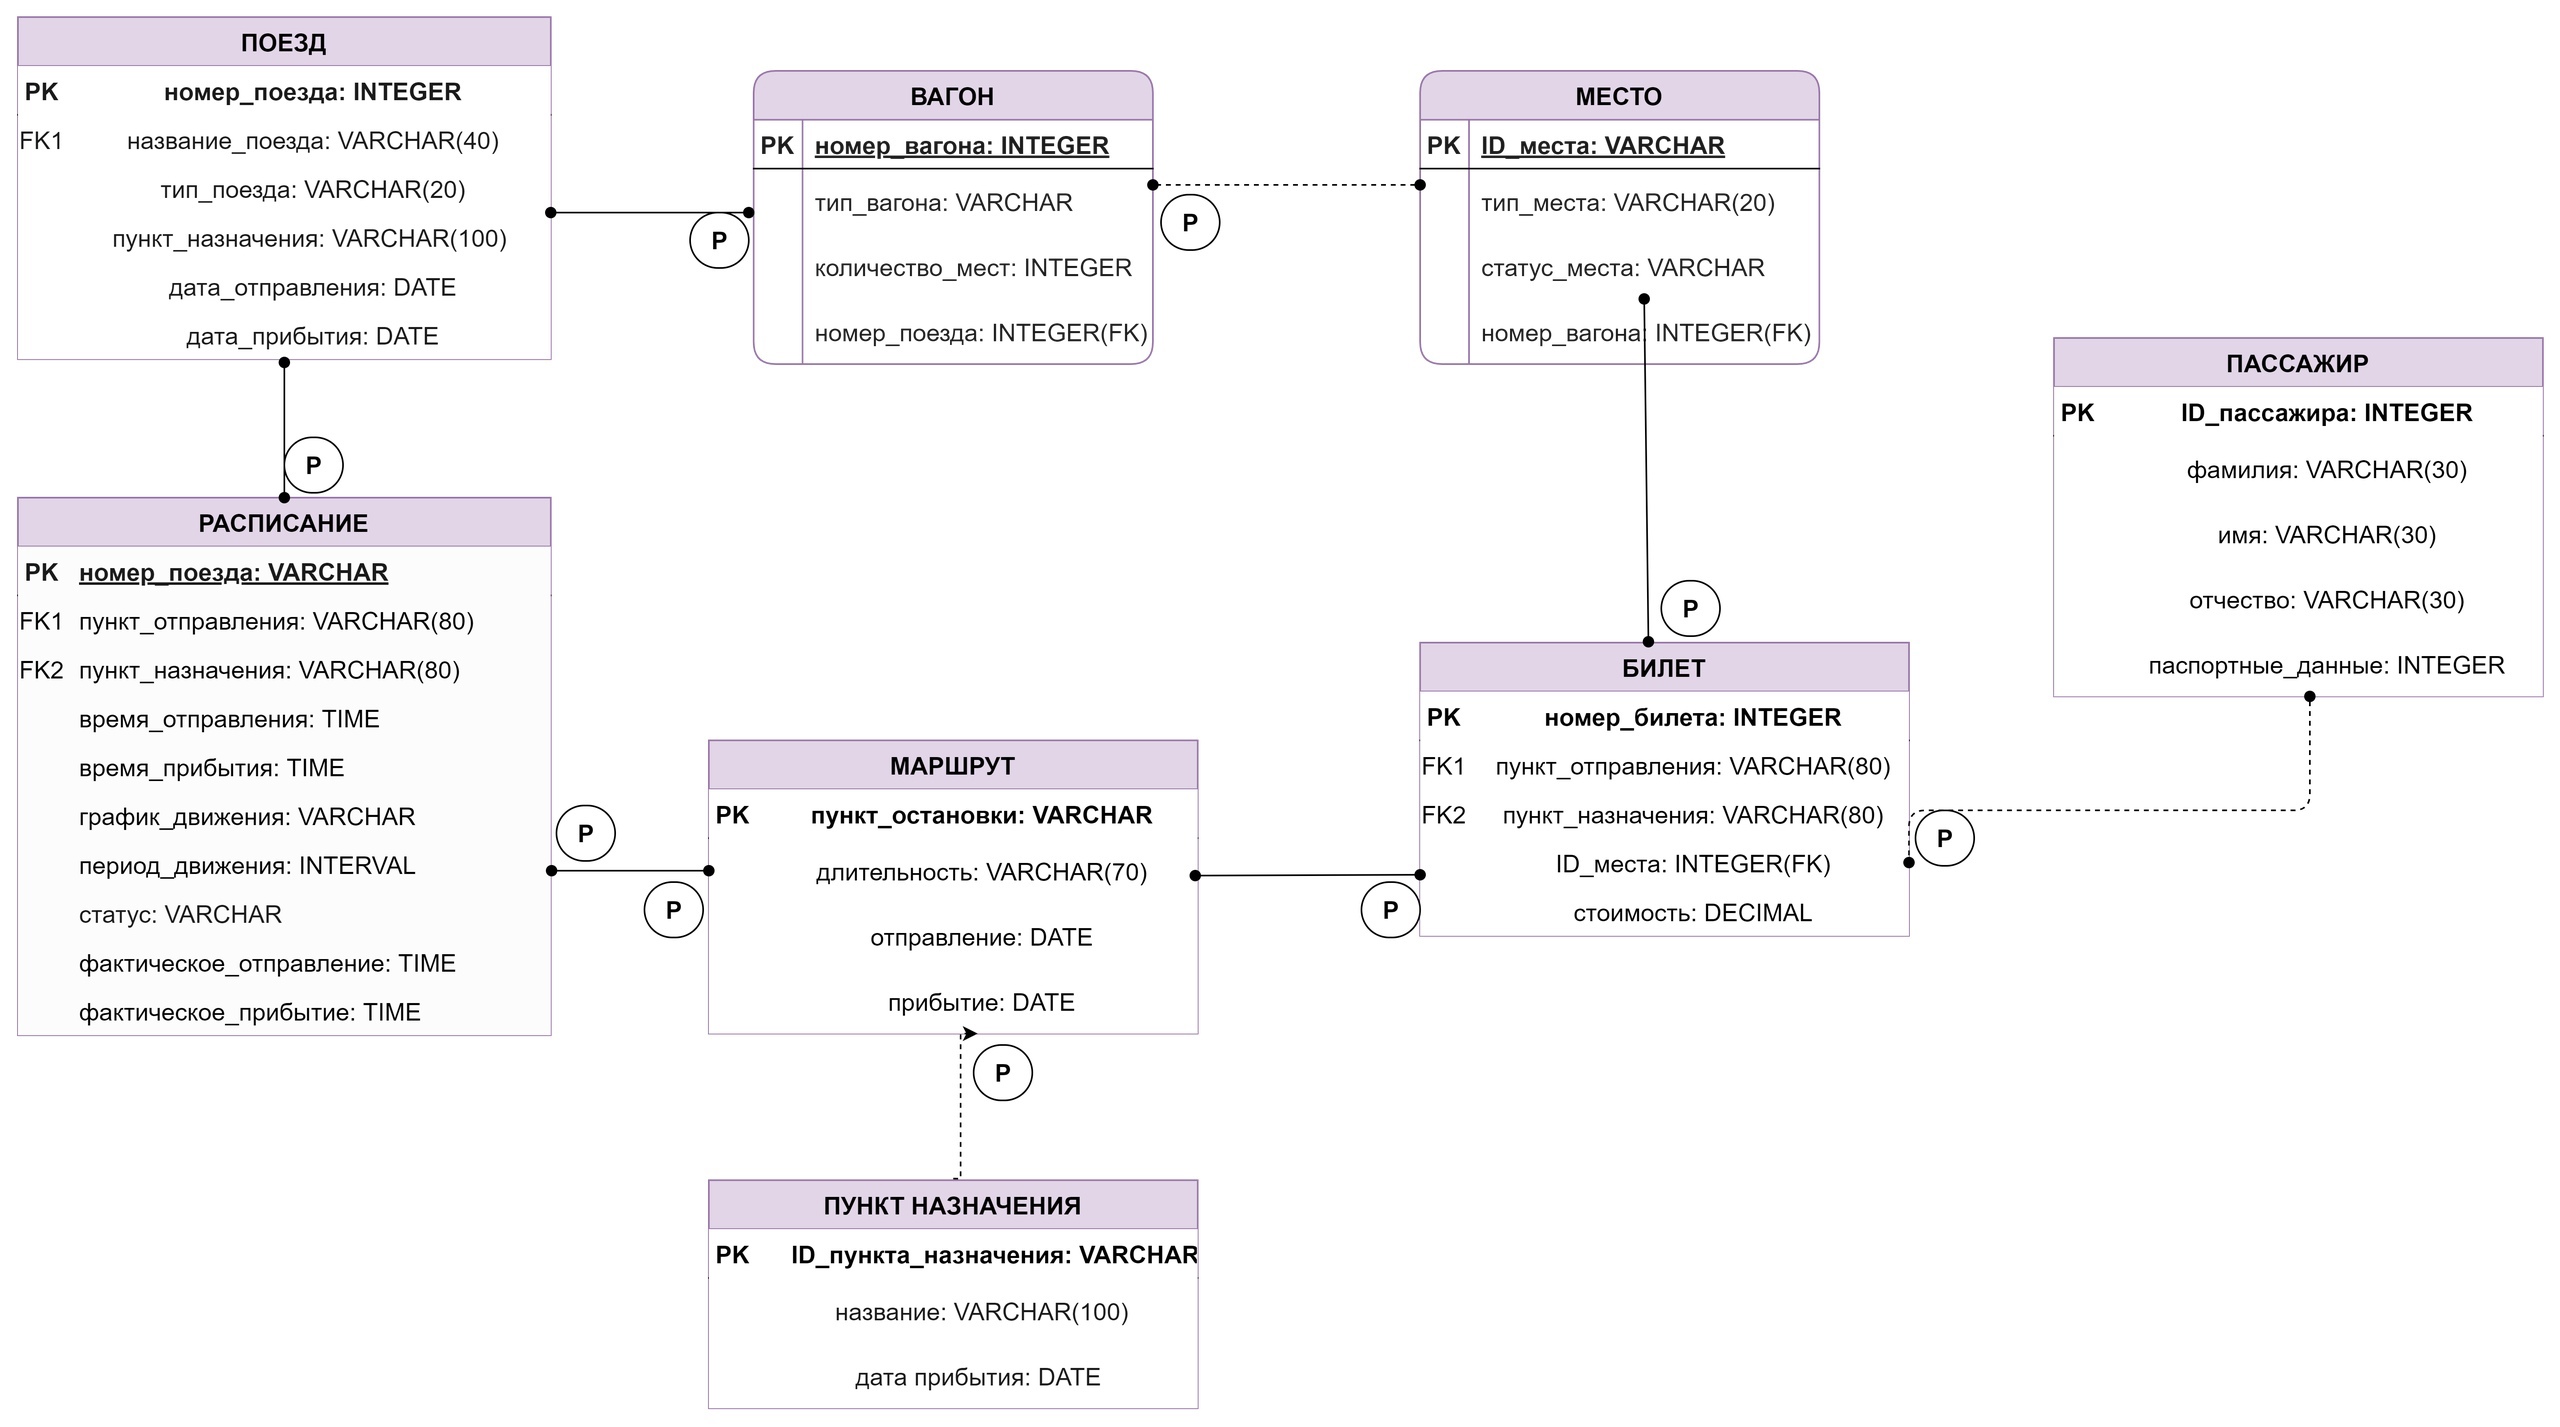 ПОЕЗД
PK номер_поезда: INTEGER
FK1 название_поезда: VARCHAR(40)
тип_поезда: VARCHAR(20)
пункт_назначения: VARCHAR(100)
дата_отправления: DATE
дата_прибытия: DATE
P
ВАГОН
PK номер_вагона: INTEGER
тип_вагона: VARCHAR
количество_мест: INTEGER
номер_поезда: INTEGER(FK)
P
МЕСТО
PK ID_места: VARCHAR
тип_места: VARCHAR(20)
статус_места: VARCHAR
номер_вагона: INTEGER(FK)
ПАССАЖИР
PK ID_пассажира: INTEGER
фамилия: VARCHAR(30)
имя: VARCHAR(30)
отчество: VARCHAR(30)
паспортные_данные: INTEGER
P
РАСПИСАНИЕ
PK номер_поезда: VARCHAR
FK1 пункт_отправления: VARCHAR(80)
FK2 пункт_назначения: VARCHAR(80)
время_отправления: TIME
время_прибытия: TIME
график_движения: VARCHAR
период_движения: INTERVAL
статус: VARCHAR
фактическое_отправление: TIME
фактическое_прибытие: TIME
P
P
МАРШРУТ
PK пункт_остановки: VARCHAR
длительность: VARCHAR(70)
отправление: DATE
прибытие: DATE
P
P
БИЛЕТ
PK номер_билета: INTEGER
FK1 пункт_отправления: VARCHAR(80)
FK2 пункт_назначения: VARCHAR(80)
ID_места: INTEGER(FK)
стоимость: DECIMAL
P
P
ПУНКТ НАЗНАЧЕНИЯ
PK ID_пункта_назначения: VARCHAR
название: VARCHAR(100)
дата прибытия: DATE